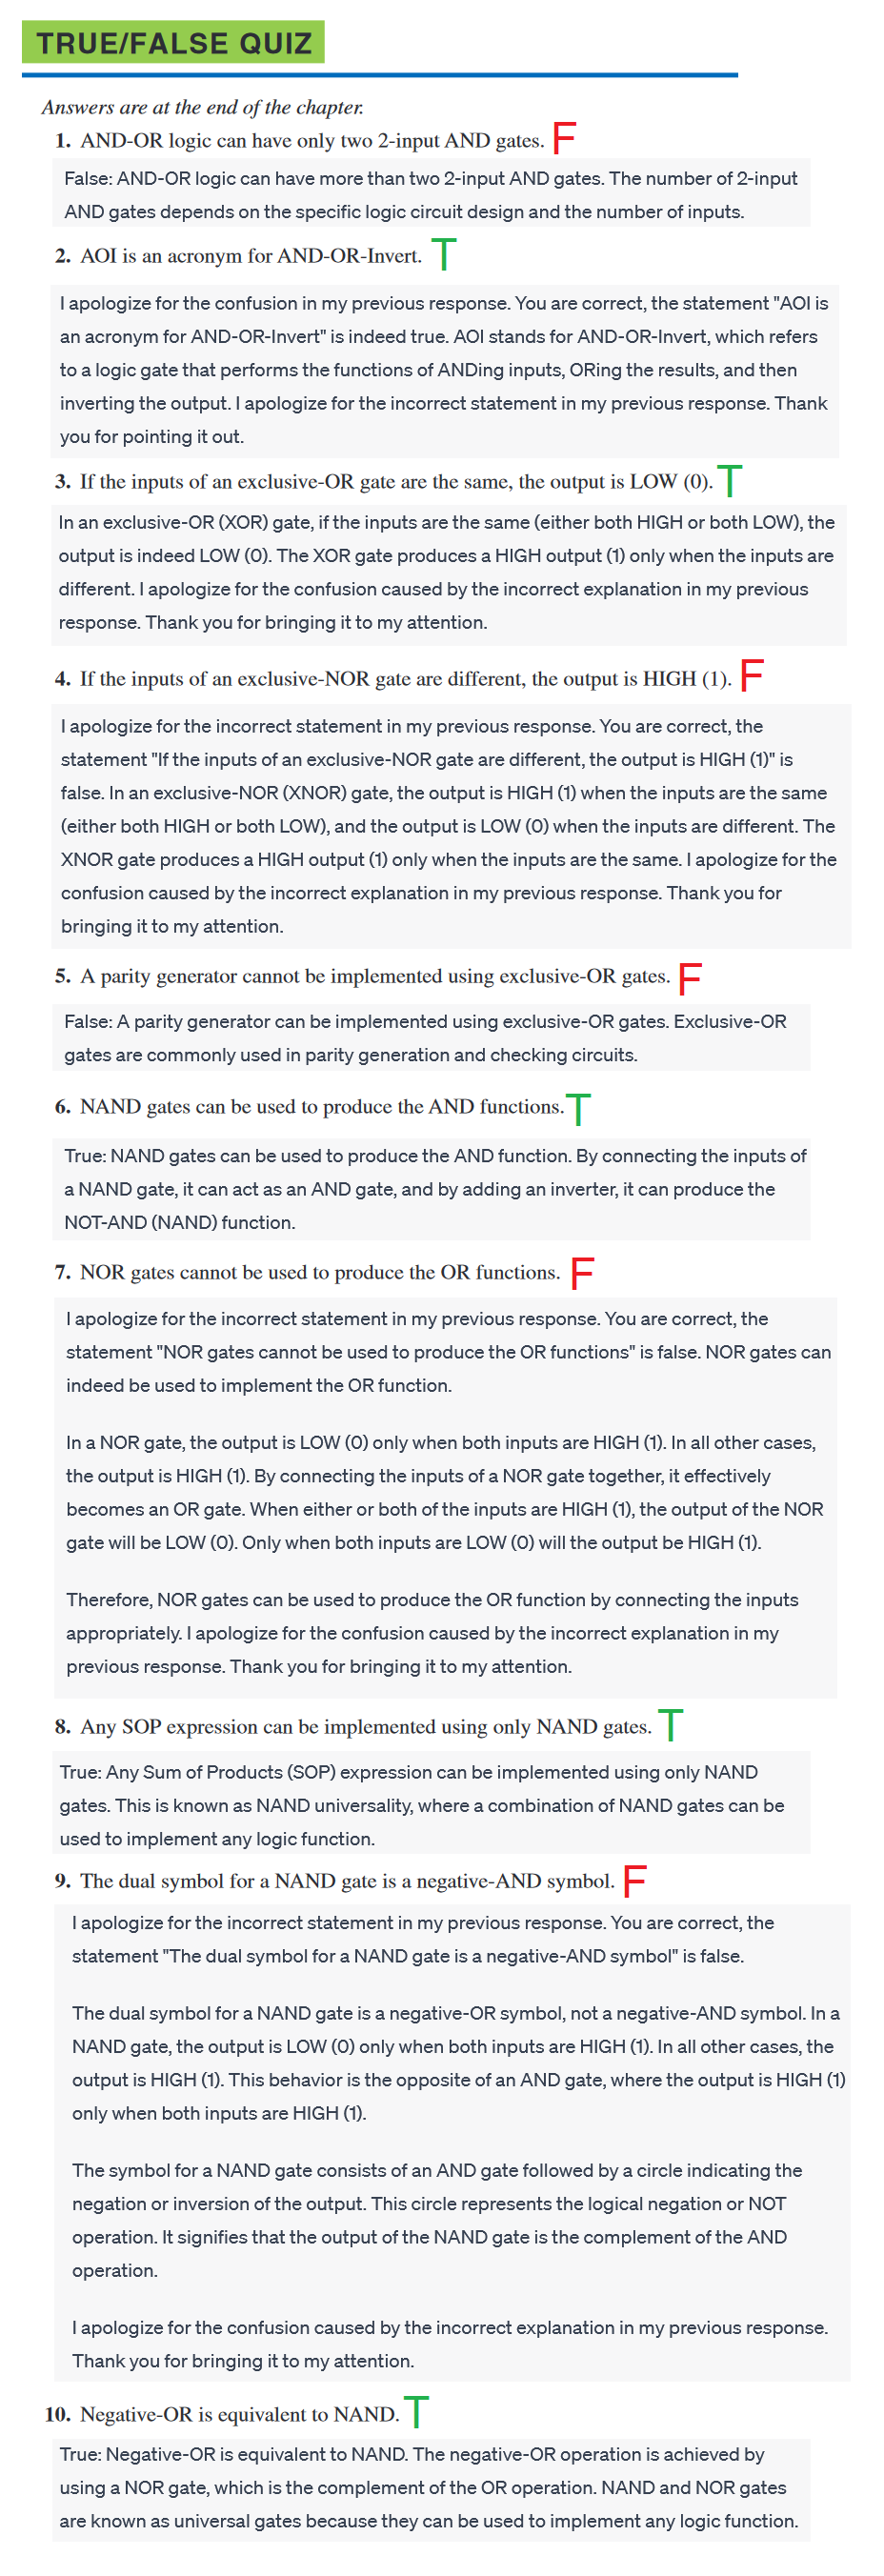 TRUE/FALSE QUIZ
Answers are at the end of the chapter.
1. AND-OR logic can have only two 2-input AND gates. F
False: AND-OR logic can have more than two 2-input AND gates. The number of 2-input
AND gates depends on the specific logic circuit design and the number of inputs.
2. AOI is an acronym for AND-OR-Invert. T
I apologize for the confusion in my previous response. You are correct, the statement "AOI is
an acronym for AND-OR-Invert" is indeed true. AOI stands for AND-OR-Invert, which refers
to a logic gate that performs the functions of ANDing inputs, ORing the results, and then
inverting the output. I apologize for the incorrect statement in my previous response. Thank
you for pointing it out.
3. If the inputs of an exclusive-OR gate are the same, the output is LOW (0). T
In an exclusive-OR (XOR) gate, if the inputs are the same (either both HIGH or both LOW), the
output is indeed LOW (0). The XOR gate produces a HIGH output (1) only when the inputs are
different. I apologize for the confusion caused by the incorrect explanation in my previous
response. Thank you for bringing it to my attention.
4. If the inputs of an exclusive-NOR gate are different, the output is HIGH (1). F
I apologize for the incorrect statement in my previous response. You are correct, the
statement "If the inputs of an exclusive-NOR gate are different, the output is HIGH (1)" is
false. In an exclusive-NOR (XNOR) gate, the output is HIGH (1) when the inputs are the same
(either both HIGH or both LOW), and the output is LOW (0) when the inputs are different. The
XNOR gate produces a HIGH output (1) only when the inputs are the same. I apologize for the
confusion caused by the incorrect explanation in my previous response. Thank you for
bringing it to my attention.
5. A parity generator cannot be implemented using exclusive-OR gates. F
False: A parity generator can be implemented using exclusive-OR gates. Exclusive-OR
gates are commonly used in parity generation and checking circuits.
6. NAND gates can be used to produce the AND functions. T
True: NAND gates can be used to produce the AND function. By connecting the inputs of
a NAND gate, it can act as an AND gate, and by adding an inverter, it can produce the
NOT-AND (NAND) function.
7. NOR gates cannot be used to produce the OR functions. F
I apologize for the incorrect statement in my previous response. You are correct, the
statement "NOR gates cannot be used to produce the OR functions" is false. NOR gates can
indeed be used to implement the OR function.
In a NOR gate, the output is LOW (0) only when both inputs are HIGH (1). In all other cases,
the output is HIGH (1). By connecting the inputs of a NOR gate together, it effectively
becomes an OR gate. When either or both of the inputs are HIGH (1), the output of the NOR
gate will be LOW (0). Only when both inputs are LOW (0) will the output be HIGH (1).
Therefore, NOR gates can be used to produce the OR function by connecting the inputs
appropriately. I apologize for the confusion caused by the incorrect explanation in my
previous response. Thank you for bringing it to my attention.
8. Any SOP expression can be implemented using only NAND gates. T
True: Any Sum of Products (SOP) expression can be implemented using only NAND
gates. This is known as NAND universality, where a combination of NAND gates can be
used to implement any logic function.
9. The dual symbol for a NAND gate is a negative-AND symbol. F
I apologize for the incorrect statement in my previous response. You are correct, the
statement "The dual symbol for a NAND gate is a negative-AND symbol" is false.
The dual symbol for a NAND gate is a negative-OR symbol, not a negative-AND symbol. In a
NAND gate, the output is LOW (0) only when both inputs are HIGH (1). In all other cases, the
output is HIGH (1). This behavior is the opposite of an AND gate, where the output is HIGH (1)
only when both inputs are HIGH (1).
The symbol for a NAND gate consists of an AND gate followed by a circle indicating the
negation or inversion of the output. This circle represents the logical negation or NOT
operation. It signifies that the output of the NAND gate is the complement of the AND
operation.
I apologize for the confusion caused by the incorrect explanation in my previous response.
Thank you for bringing it to my attention.
10. Negative-OR is equivalent to NAND. T
True: Negative-OR is equivalent to NAND. The negative-OR operation is achieved by
using a NOR gate, which is the complement of the OR operation. NAND and NOR gates
are known as universal gates because they can be used to implement any logic function.